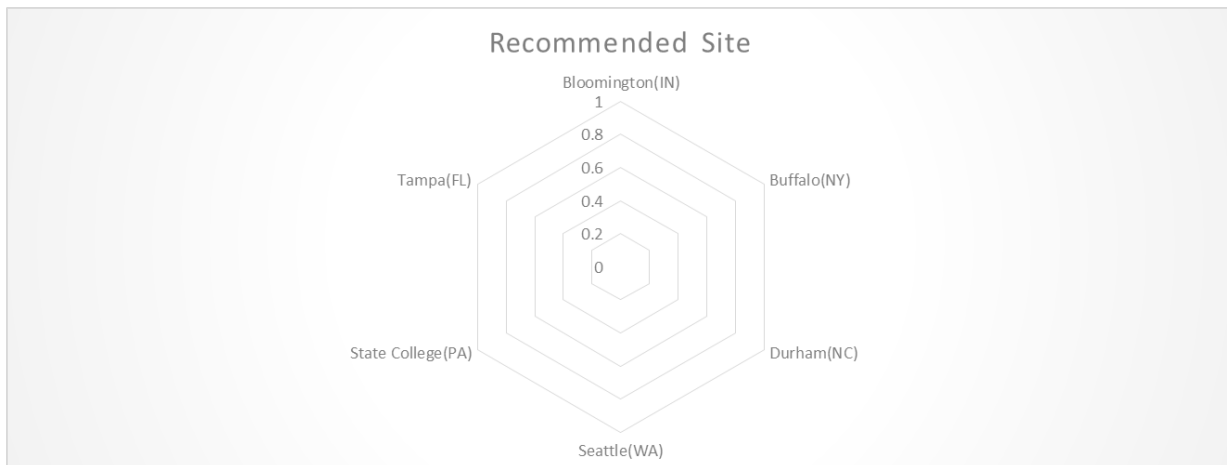 Recommended Site
Bloomington(IN)
1
0.8
Tampa(FL)
Buffalo(NY)
0.6
0.4
0.2
0
State College(PA)
Durham(NC)
Seattle(WA)